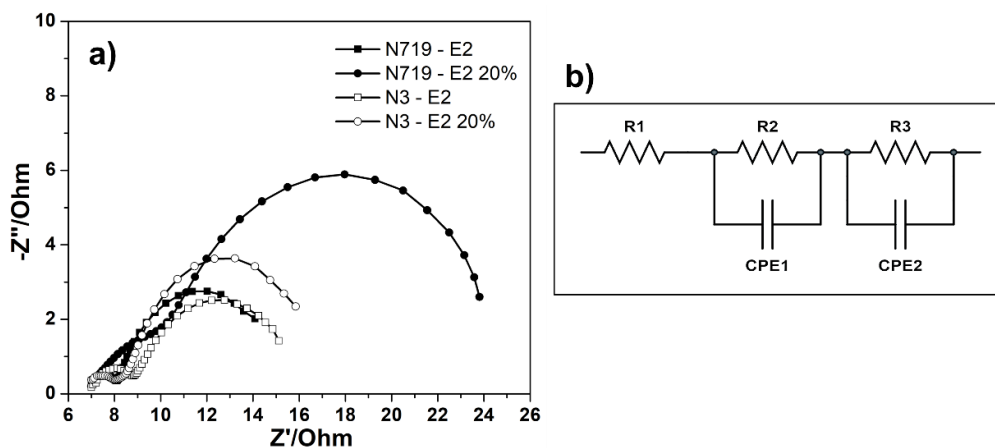 a)
N719 - E2
N719 - E2 20%
N3 - E2
N3 - E2 20%
10
8
6
4
2
0
-Z"/Ohm
6 8 10 12 14 16 18 20 22 24 26
Z'/Ohm
b)
R1 R2 R3
CPE1 CPE2